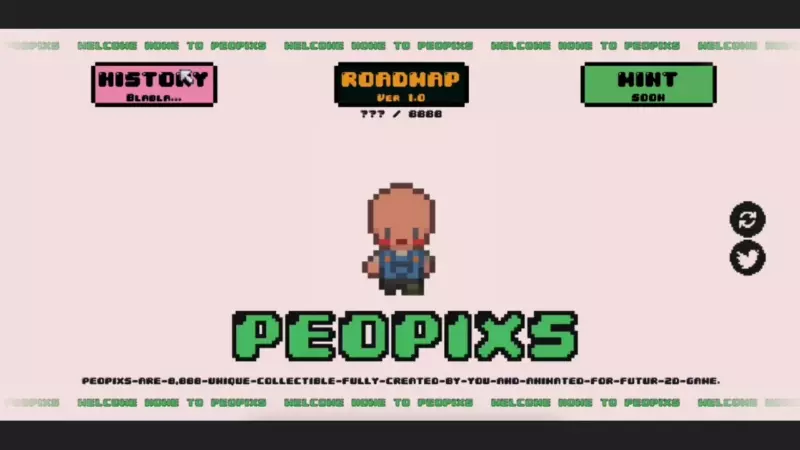 WELCOME HOME TO PEOPIXS WELCOME HOME TO PEOPIXS WELCOME HOME TO PEOPIXS
HISTORY
BLABLA...
ROADMAP
VER 1.0
??? / 8888
MINT
SOON
PEOPIXS
PEOPIXS-ARE-8,888-UNIQUE-COLLECTIBLE-FULLY-CREATED-BY-YOU-AND-ANIMATED-FOR-FUTUR-2D-GAME.
WELCOME HOME TO PEOPIXS WELCOME HOME TO PEOPIXS WELCOME HOME TO PEOPIXS